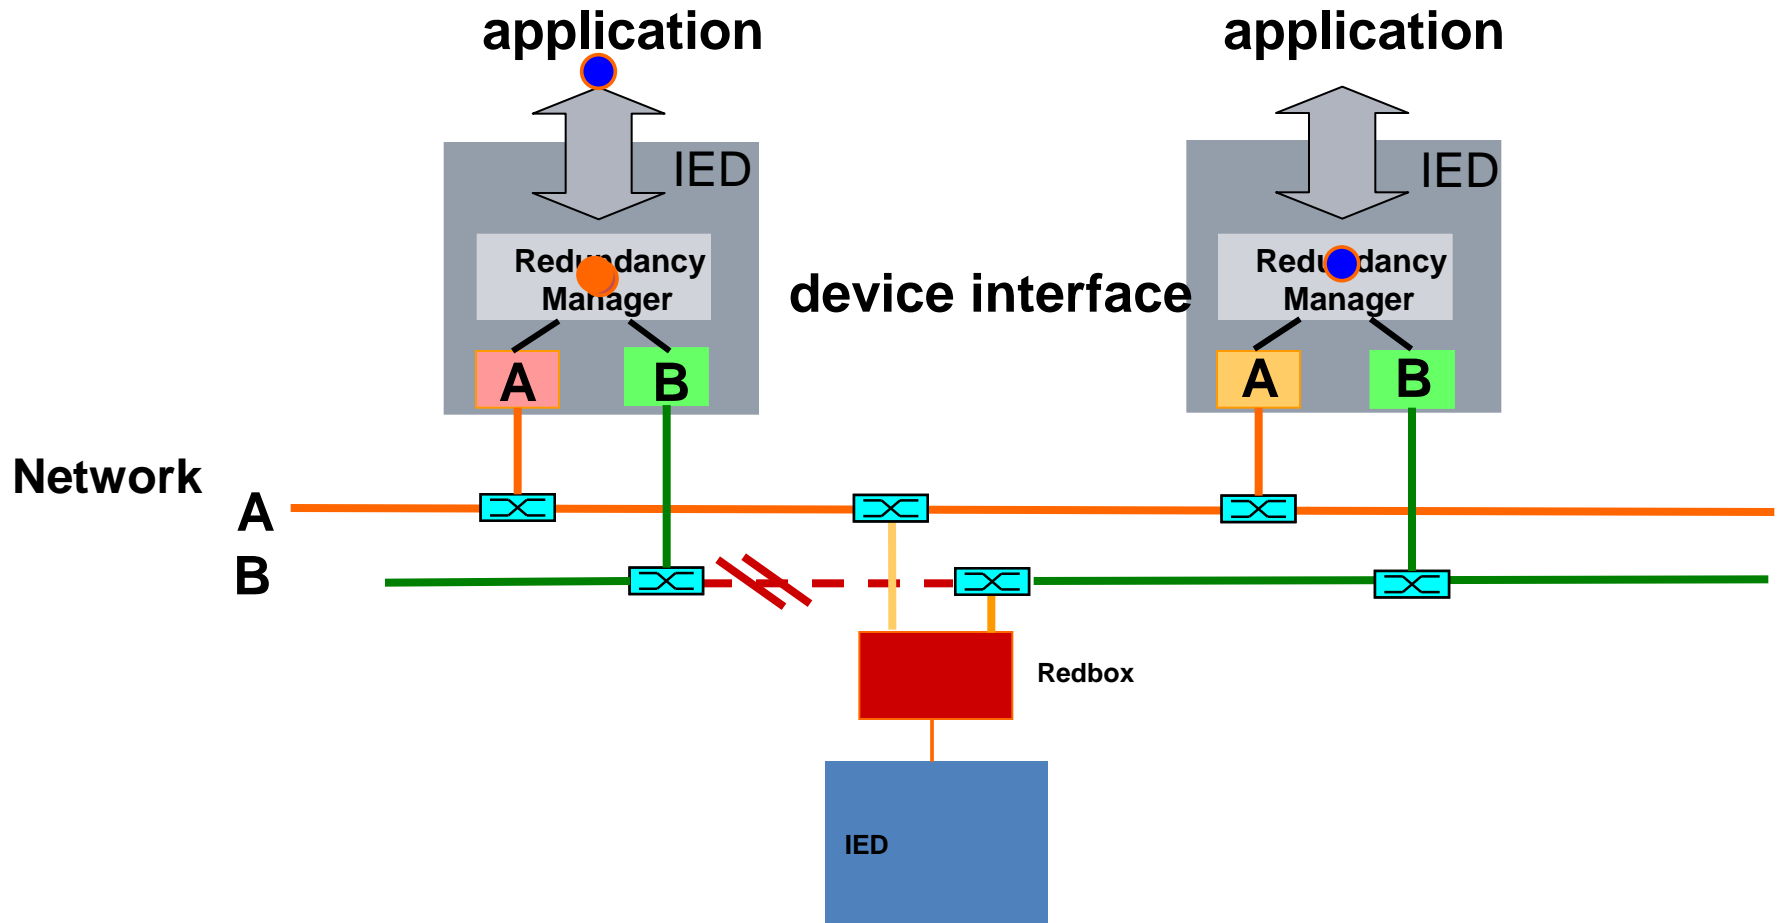 application
application
IED
IED
Redundancy
Manager
device interface
Redundancy
Manager
A
B
A
B
Network
A
B
Redbox
IED